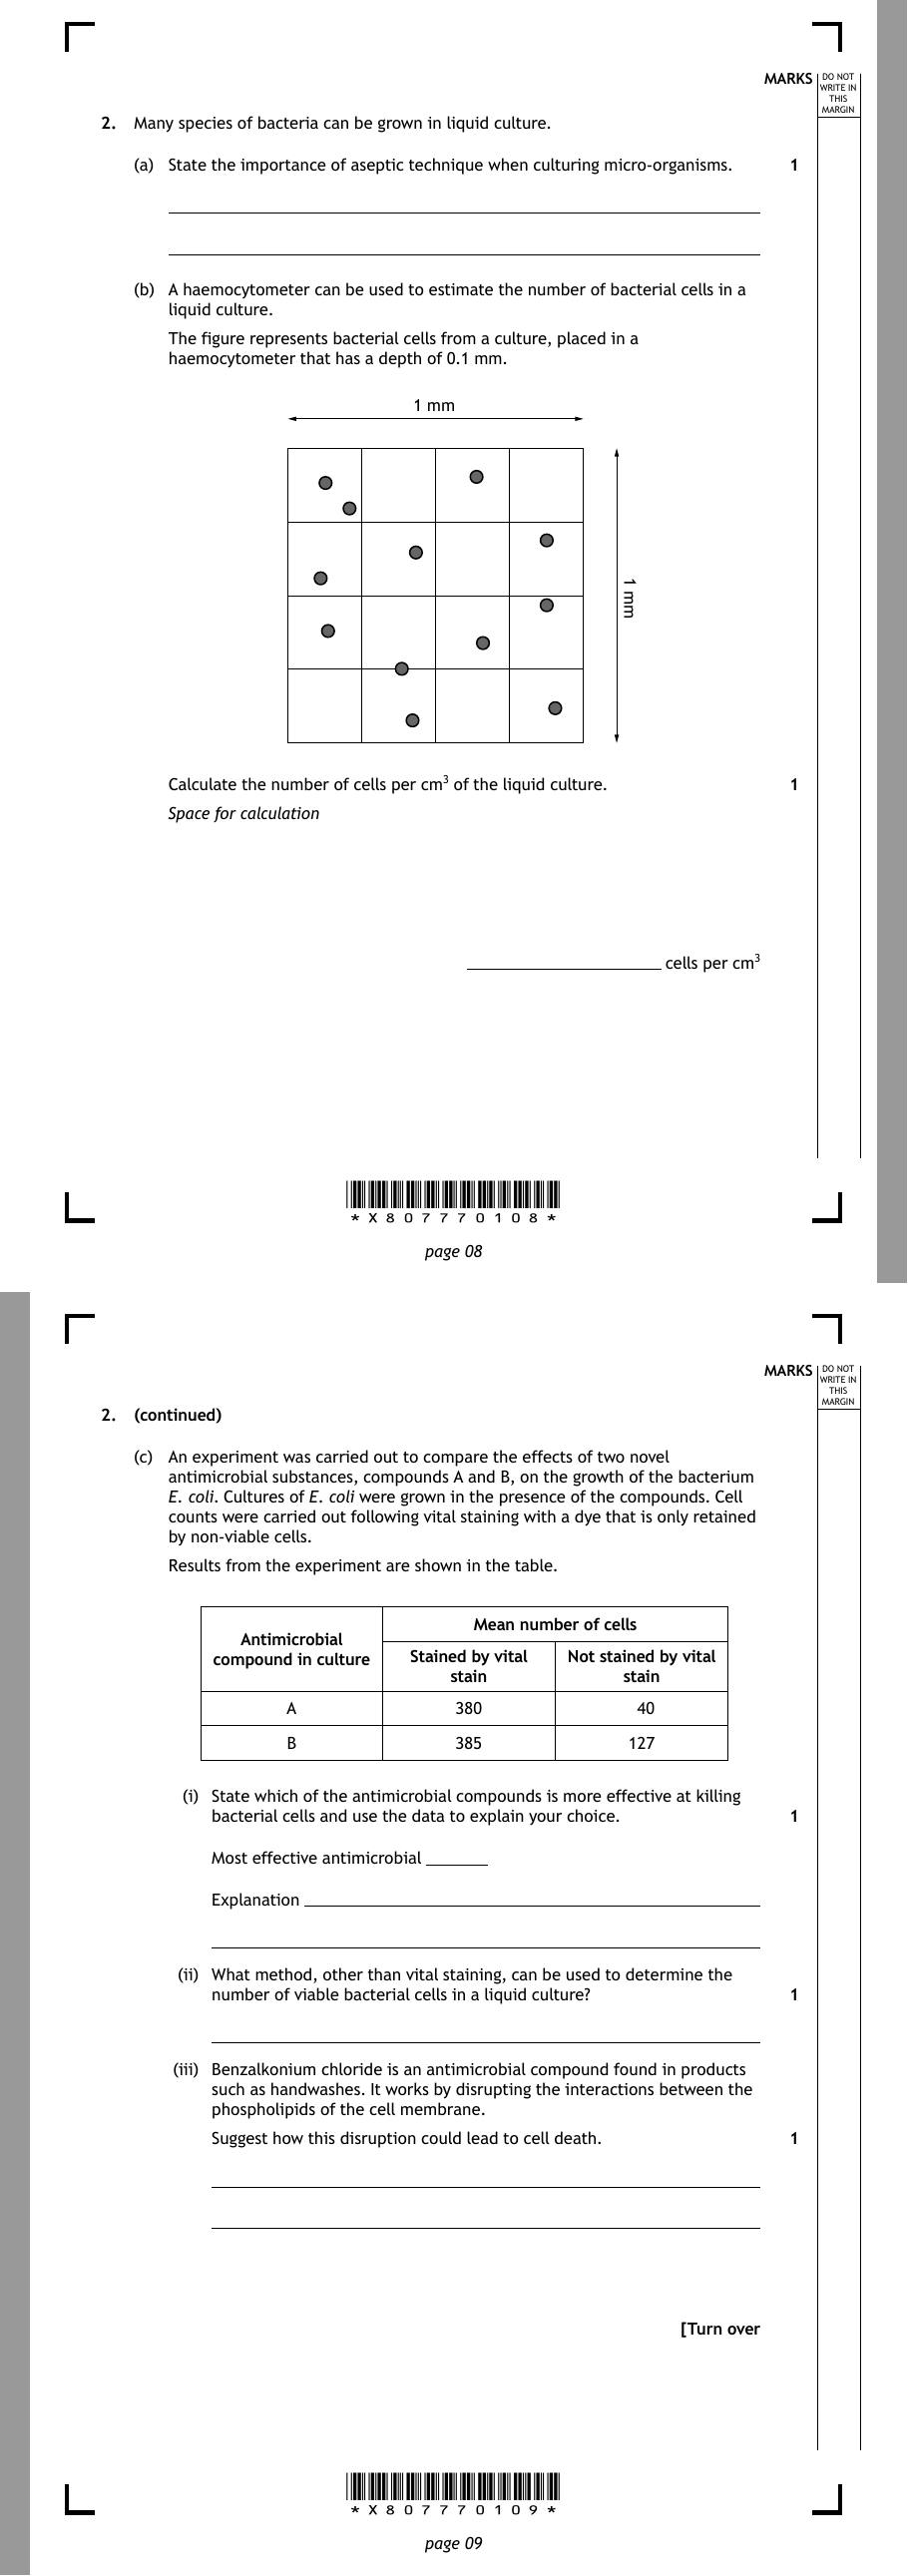 MARKS
DO NOT
WRITE IN
THIS
MARGIN
2. Many species of bacteria can be grown in liquid culture.
(a) State the importance of aseptic technique when culturing micro-organisms. 1
(b) A haemocytometer can be used to estimate the number of bacterial cells in a
liquid culture.
The figure represents bacterial cells from a culture, placed in a
haemocytometer that has a depth of 0.1 mm.
1 mm
1 mm
Calculate the number of cells per cm³ of the liquid culture. 1
Space for calculation
cells per cm³
* X 8 0 7 7 7 0 1 0 8 *
page 08
MARKS
DO NOT
WRITE IN
THIS
MARGIN
2. (continued)
(c) An experiment was carried out to compare the effects of two novel
antimicrobial substances, compounds A and B, on the growth of the bacterium
E. coli. Cultures of E. coli were grown in the presence of the compounds. Cell
counts were carried out following vital staining with a dye that is only retained
by non-viable cells.
Results from the experiment are shown in the table.
Antimicrobial
compound in culture
Mean number of cells
Stained by vital
stain
Not stained by vital
stain
A 380 40
B 385 127
(i) State which of the antimicrobial compounds is more effective at killing
bacterial cells and use the data to explain your choice. 1
Most effective antimicrobial
Explanation
(ii) What method, other than vital staining, can be used to determine the
number of viable bacterial cells in a liquid culture? 1
(iii) Benzalkonium chloride is an antimicrobial compound found in products
such as handwashes. It works by disrupting the interactions between the
phospholipids of the cell membrane.
Suggest how this disruption could lead to cell death. 1
[Turn over
* X 8 0 7 7 7 0 1 0 9 *
page 09